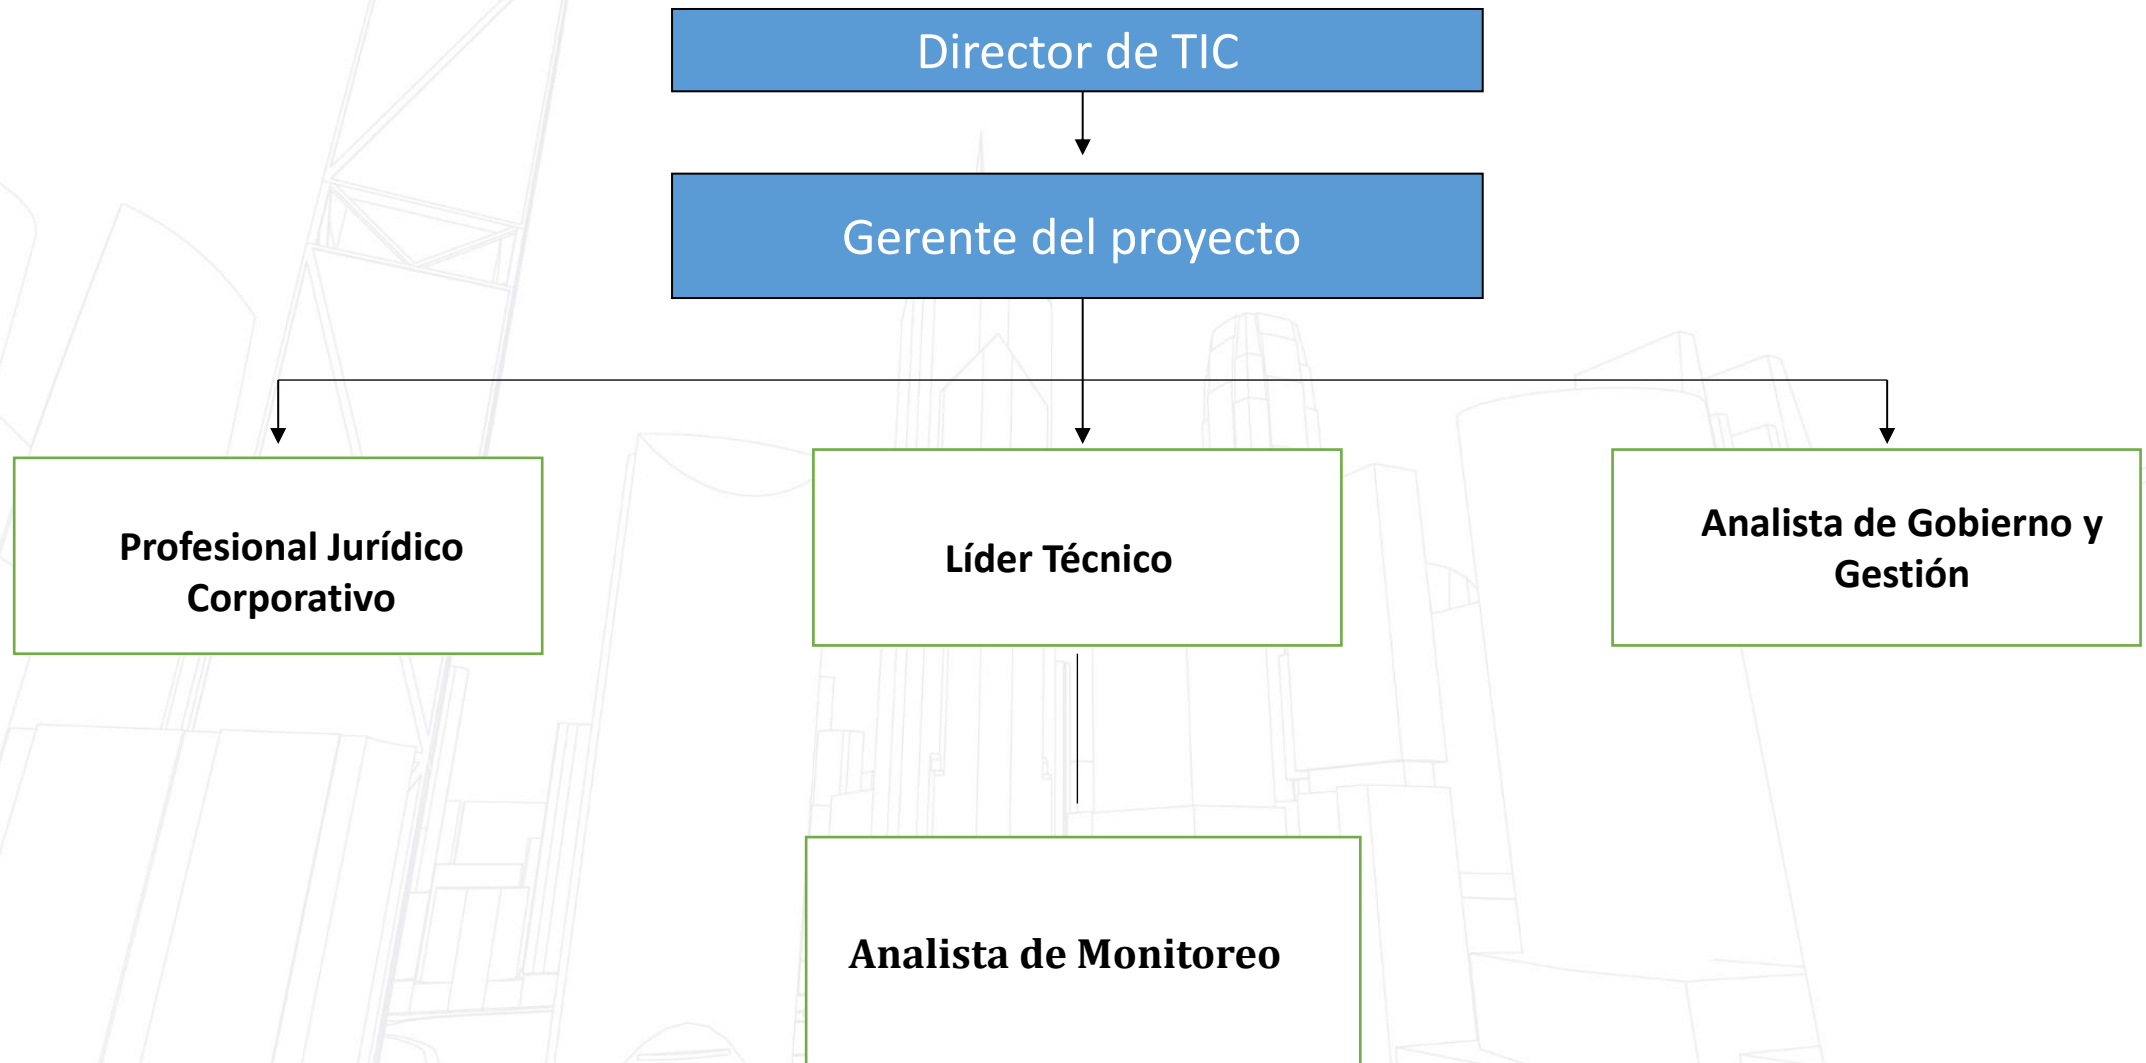 Director de TIC
Gerente del proyecto
Profesional Jurídico
Corporativo
Líder Técnico
Analista de Gobierno y
Gestión
Analista de Monitoreo